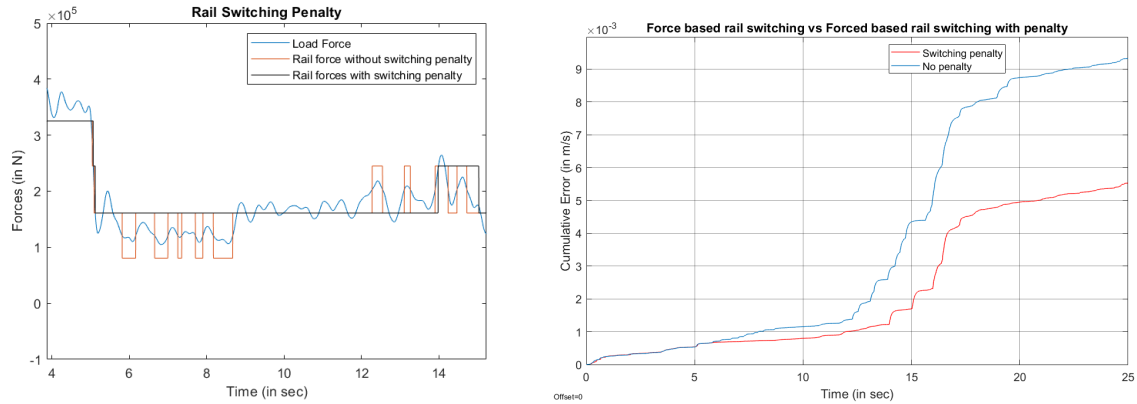 Rail Switching Penalty
×10⁵
5
4
3
2
1
0
-1
Forces (in N)
Load Force
Rail force without switching penalty
Rail forces with switching penalty
4
6
8
10
12
14
Time (in sec)
Force based rail switching vs Forced based rail switching with penalty
×10⁻³
9
8
7
6
5
4
3
2
1
0
Cumulative Error (in m/s)
Switching penalty
No penalty
0
5
10
15
20
25
Offset=0
Time (in sec)